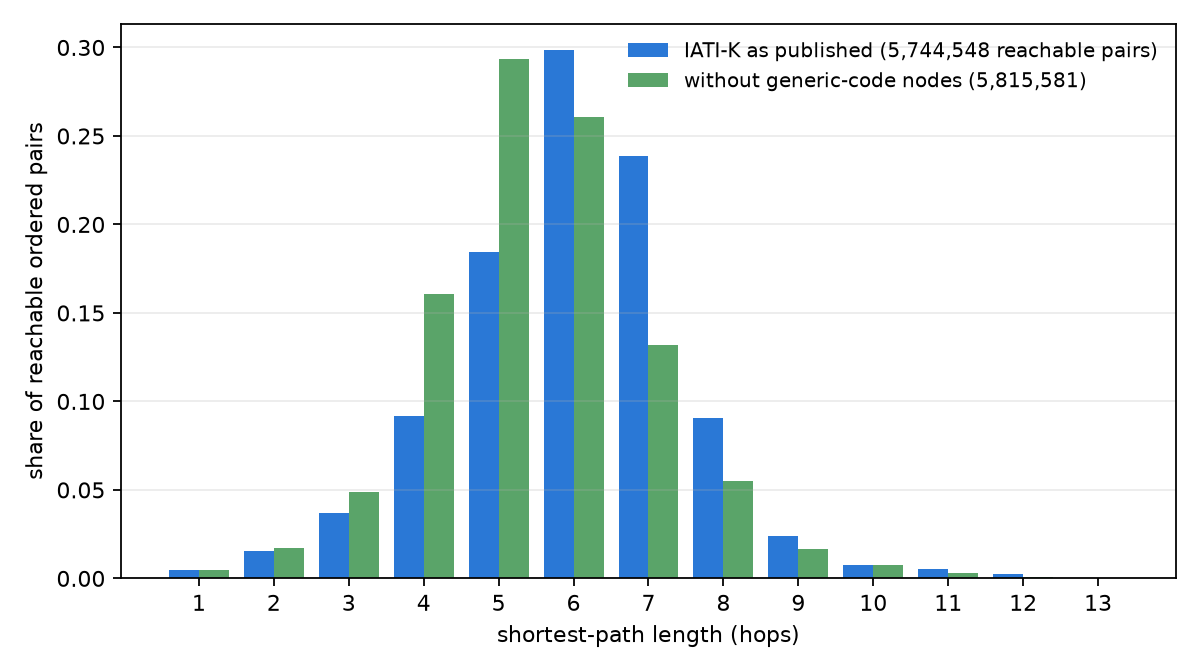 IATI-K as published (5,744,548 reachable pairs)
without generic-code nodes (5,815,581)
share of reachable ordered pairs
0.30
0.25
0.20
0.15
0.10
0.05
0.00
1 2 3 4 5 6 7 8 9 10 11 12 13
shortest-path length (hops)